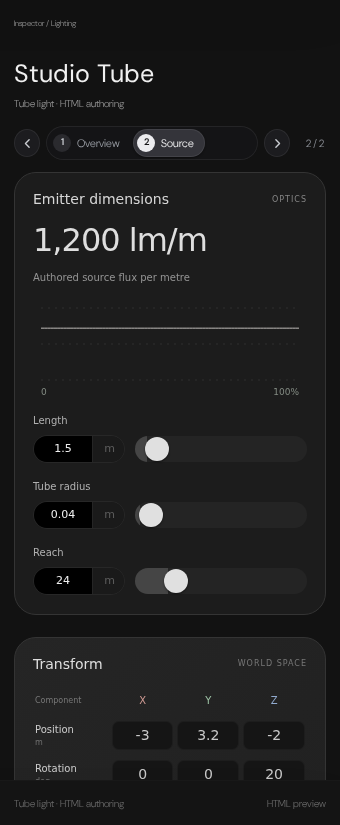 Inspector / Lighting
Studio Tube
Tube light · HTML authoring
1 Overview 2 Source 2 / 2
Emitter dimensions OPTICS
1,200 lm/m
Authored source flux per metre
0 100%
Length
1.5 m
Tube radius
0.04 m
Reach
24 m
Transform WORLD SPACE
Component X Y Z
Position -3 3.2 -2
m
Rotation 0 0 20
Tube light · HTML authoring HTML preview